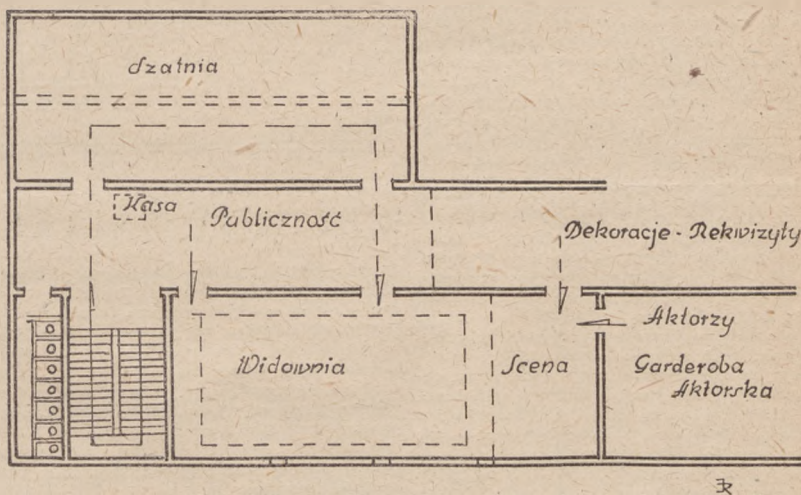 Szatnia
Kasa
Publiczność
Dekoracje - Rekwizyty
Aktorzy
Widownia
Scena
Garderoba
Aktorska